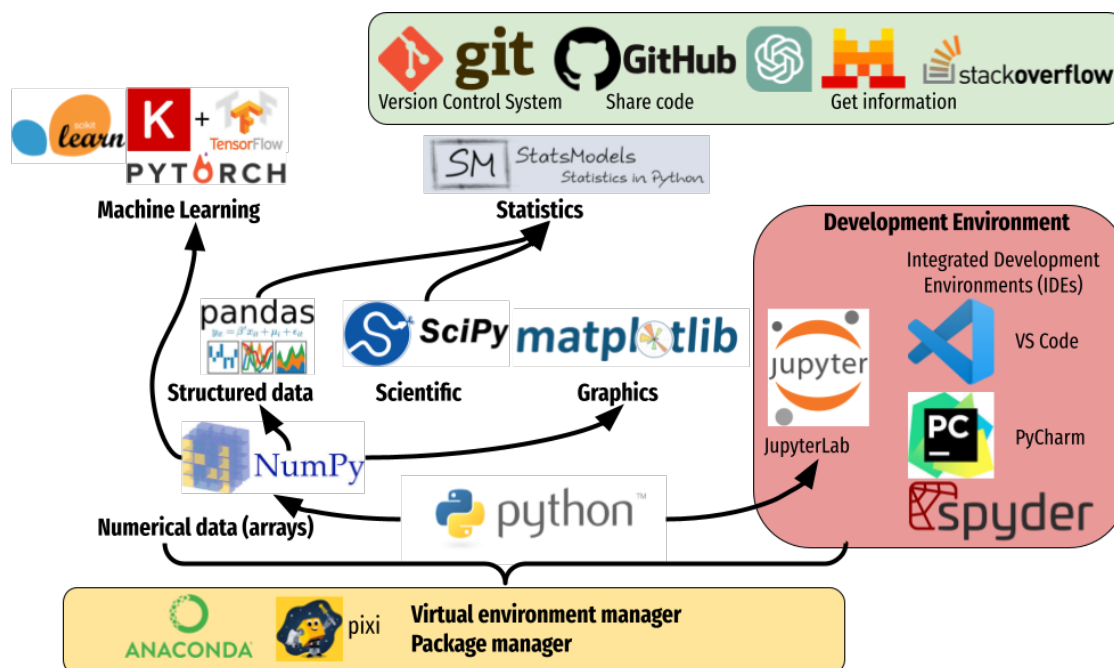 git
GitHub
stackoverflow
Version Control System
Share code
Get information
scikit
learn
K
+
TF
TensorFlow
PYTORCH
Machine Learning
SM
StatsModels
Statistics in Python
Statistics
Development Environment
Integrated Development
Environments (IDEs)
pandas
SciPy
matplotlib
jupyter
VS Code
Structured data
Scientific
Graphics
PC
PyCharm
JupyterLab
NumPy
python™
spyder
Numerical data (arrays)
ANACONDA
pixi
Virtual environment manager
Package manager